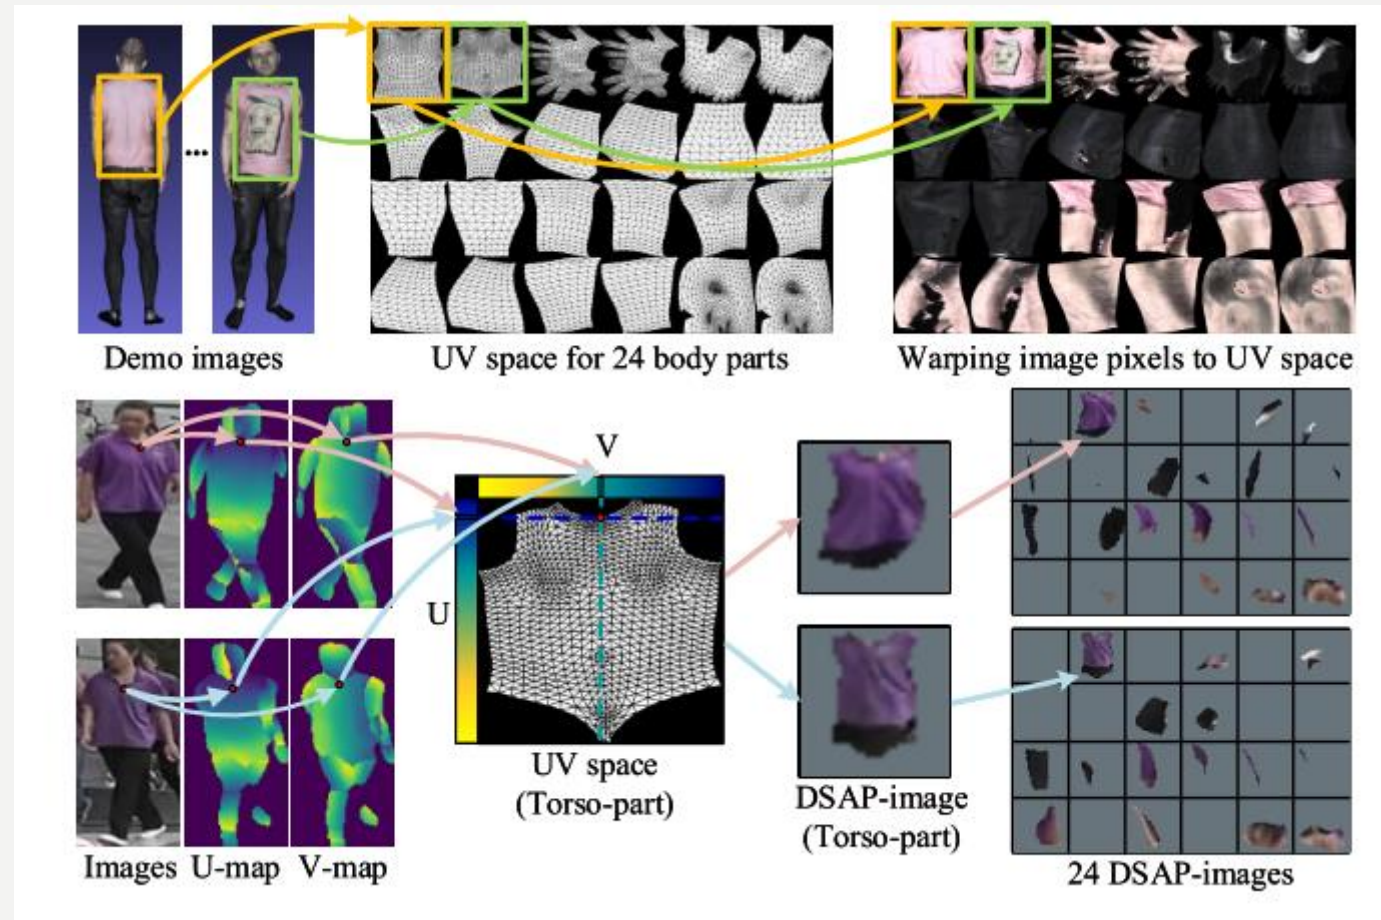 ...
Demo images
UV space for 24 body parts
Warping image pixels to UV space
V
U
UV space
(Torso-part)
DSAP-image
(Torso-part)
Images
U-map
V-map
24 DSAP-images